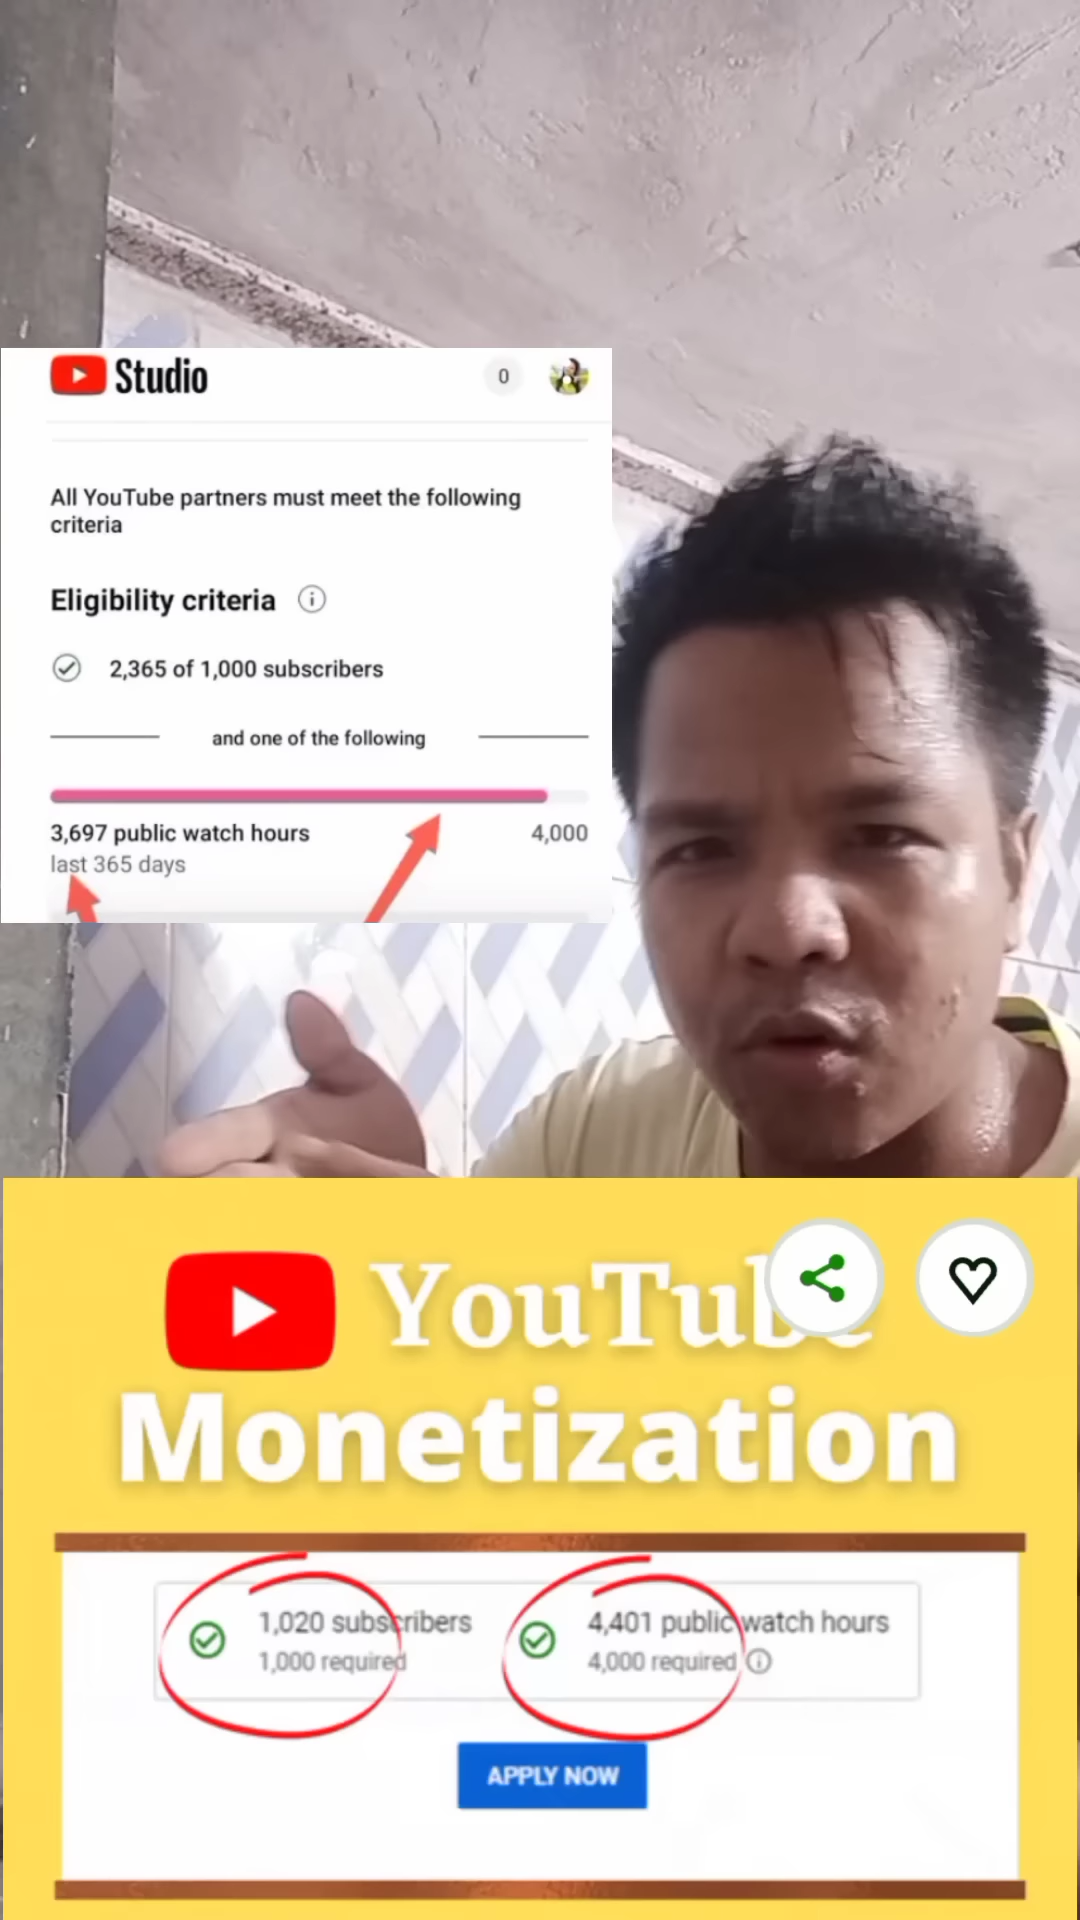 Studio
0
All YouTube partners must meet the following
criteria
Eligibility criteria
2,365 of 1,000 subscribers
and one of the following
3,697 public watch hours 4,000
last 365 days
YouTube
Monetization
1,020 subscribers
1,000 required
4,401 public watch hours
4,000 required
APPLY NOW